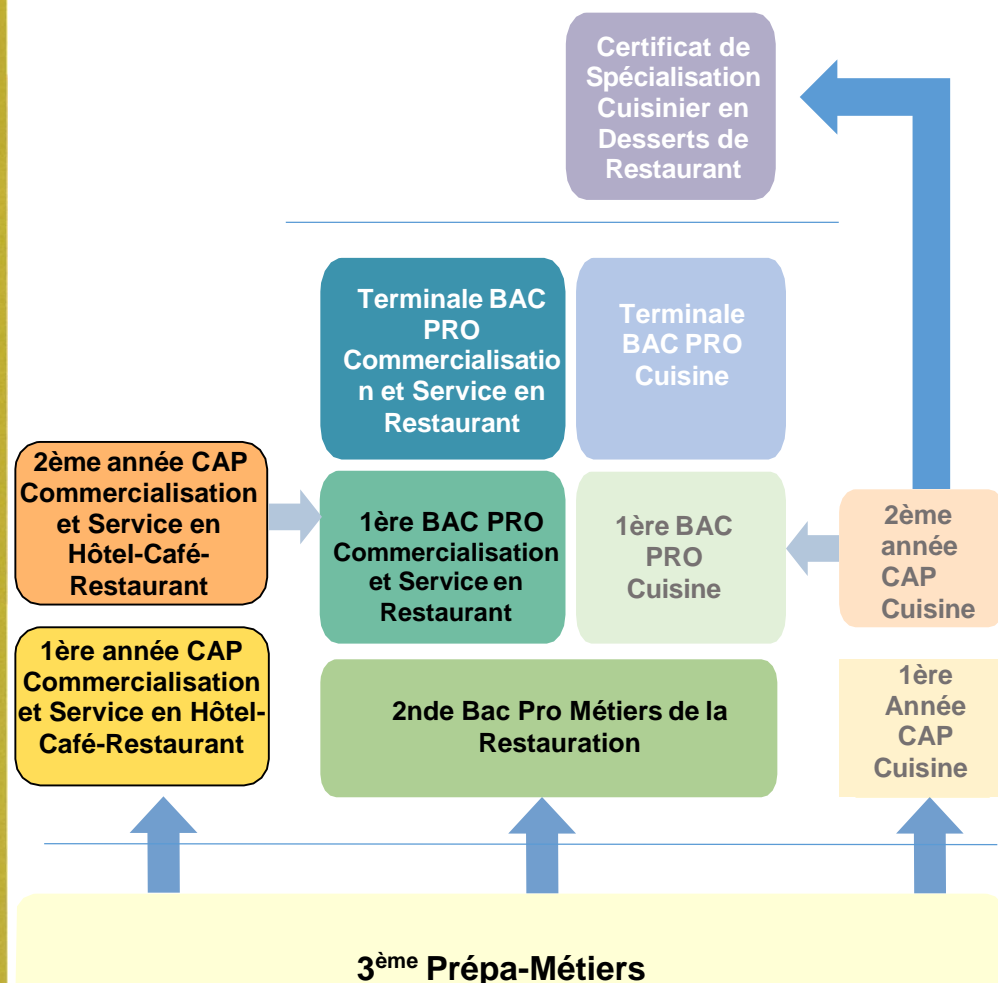 Certificat de
Spécialisation
Cuisinier en
Desserts de
Restaurant
Terminale BAC
PRO
Commercialisatio
n et Service en
Restaurant
Terminale
BAC PRO
Cuisine
2ème année CAP
Commercialisation
et Service en
Hôtel-Café-
Restaurant
1ère BAC PRO
Commercialisation
et Service en
Restaurant
1ère BAC
PRO
Cuisine
2ème
année
CAP
Cuisine
1ère année CAP
Commercialisation
et Service en Hôtel-
Café-Restaurant
2nde Bac Pro Métiers de la
Restauration
1ère
Année
CAP
Cuisine
3ème Prépa-Métiers